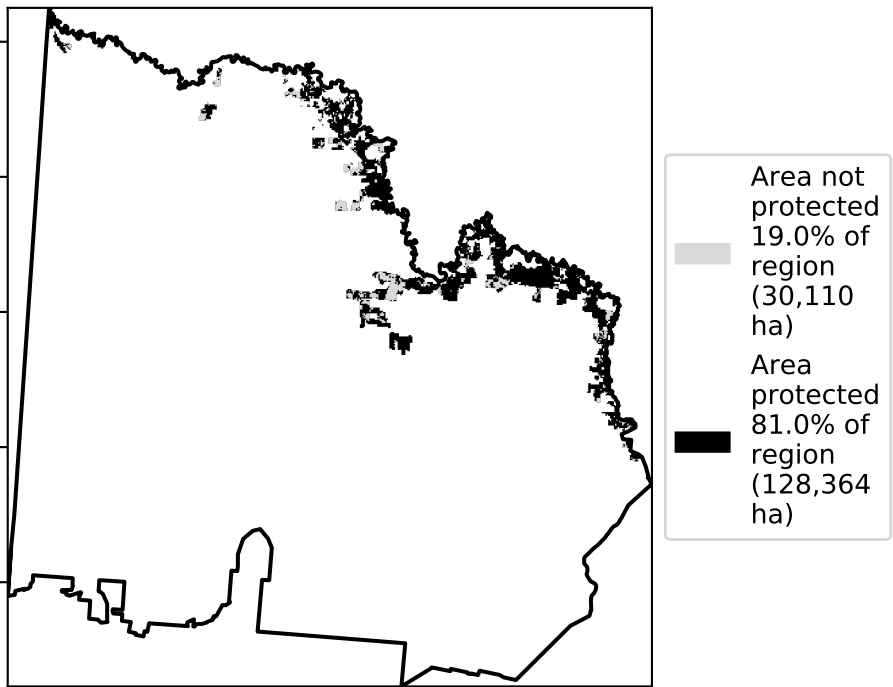 Area not
protected
19.0% of
region
(30,110
ha)
Area
protected
81.0% of
region
(128,364
ha)